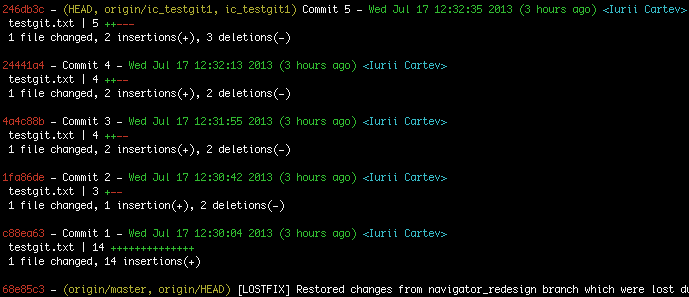 246db3c - (HEAD, origin/ic_testgit1, ic_testgit1) Commit 5 - Wed Jul 17 12:32:35 2013 (3 hours ago) <Iurii Cartev>
testgit.txt | 5 ++---
1 file changed, 2 insertions(+), 3 deletions(-)
24441a4 - Commit 4 - Wed Jul 17 12:32:13 2013 (3 hours ago) <Iurii Cartev>
testgit.txt | 4 ++--
1 file changed, 2 insertions(+), 2 deletions(-)
4a4c88b - Commit 3 - Wed Jul 17 12:31:55 2013 (3 hours ago) <Iurii Cartev>
testgit.txt | 4 ++--
1 file changed, 2 insertions(+), 2 deletions(-)
1fa86de - Commit 2 - Wed Jul 17 12:30:42 2013 (3 hours ago) <Iurii Cartev>
testgit.txt | 3 +--
1 file changed, 1 insertion(+), 2 deletions(-)
c88ea63 - Commit 1 - Wed Jul 17 12:30:04 2013 (3 hours ago) <Iurii Cartev>
testgit.txt | 14 ++++++++++++++
1 file changed, 14 insertions(+)
68e85c3 - (origin/master, origin/HEAD) [LOSTFIX] Restored changes from navigator_redesign branch which were lost du